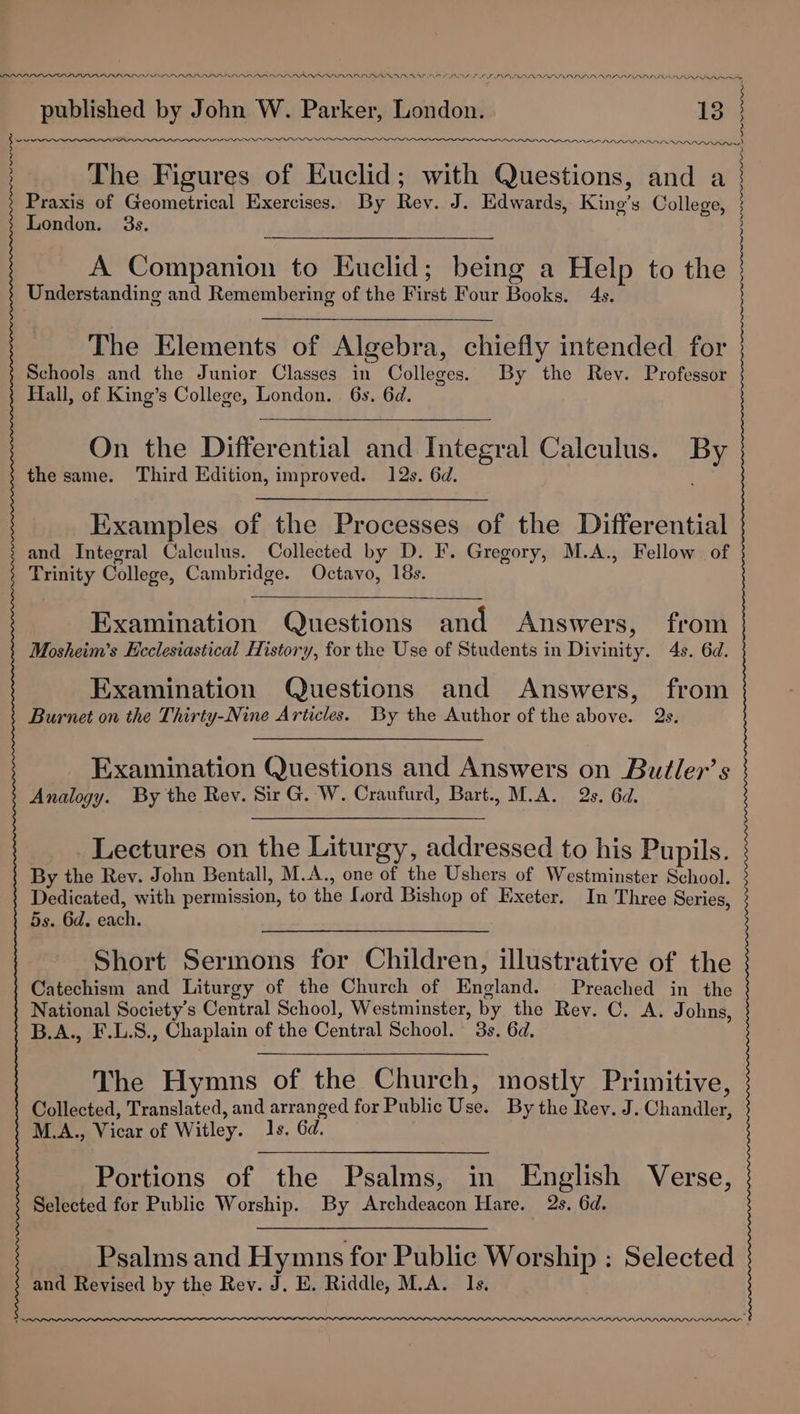 published by John W. Parker, London. 13
The Figures of Euclid; with Questions, and a
Praxis of Geometrical Exercises. By Rev. J. Edwards, King's College,
London. 3s.
A Companion to Euclid; being a Help to the
Understanding and Remembering of the First Four Books. 4s.
The Elements of Algebra, chiefly intended for
Schools and the Junior Classes in Colleges. By the Rev. Professor
Hall, of King's College, London. 6s. 6d.
On the Differential and Integral Calculus. By
the same. Third Edition, improved. 12s. 6d.
Examples of the Processes of the Differential
and Integral Calculus. Collected by D. F. Gregory, M.A., Fellow of
Trinity College, Cambridge. Octavo, 18s.
Examination Questions and Answers, from
Mosheim's Ecclesiastical History, for the Use of Students in Divinity. 4s. 6d.
Examination Questions and Answers, from
Burnet on the Thirty-Nine Articles. By the Author of the above. 2s.
Examination Questions and Answers on Butler's
Analogy. By the Rev. Sir G. W. Craufurd, Bart., M.A. 2s. 6d.
Lectures on the Liturgy, addressed to his Pupils.
By the Rev. John Bentall, M.A., one of the Ushers of Westminster School.
Dedicated, with permission, to the Lord Bishop of Exeter. In Three Series,
5s. 6d. each.
Short Sermons for Children, illustrative of the
Catechism and Liturgy of the Church of England. Preached in the
National Society's Central School, Westminster, by the Rev. C. A. Johns,
B.A., F.L.S., Chaplain of the Central School. 3s. 6d.
The Hymns of the Church, mostly Primitive,
Collected, Translated, and arranged for Public Use. By the Rev. J. Chandler,
M.A., Vicar of Witley. 1s. 6d.
Portions of the Psalms, in English Verse,
Selected for Public Worship. By Archdeacon Hare. 2s. 6d.
Psalms and Hymns for Public Worship: Selected
and Revised by the Rev. J. E. Riddle, M.A. 1s.